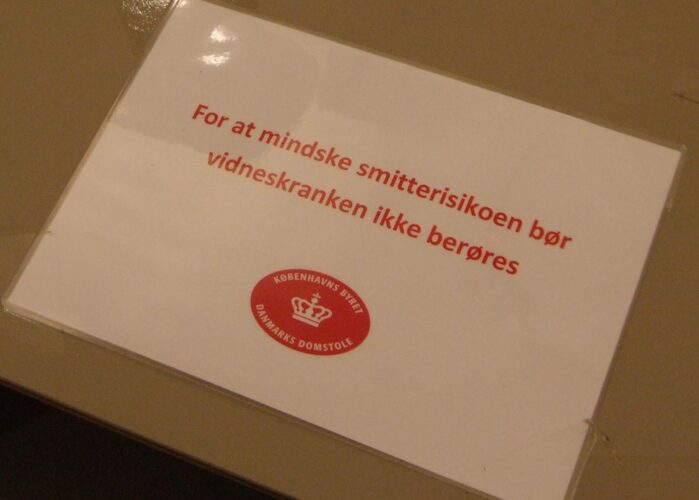 For at mindske smitterisikoen bør
vidneskranken ikke berøres
KØBENHAVNS BYRET
DANMARKS DOMSTOLE